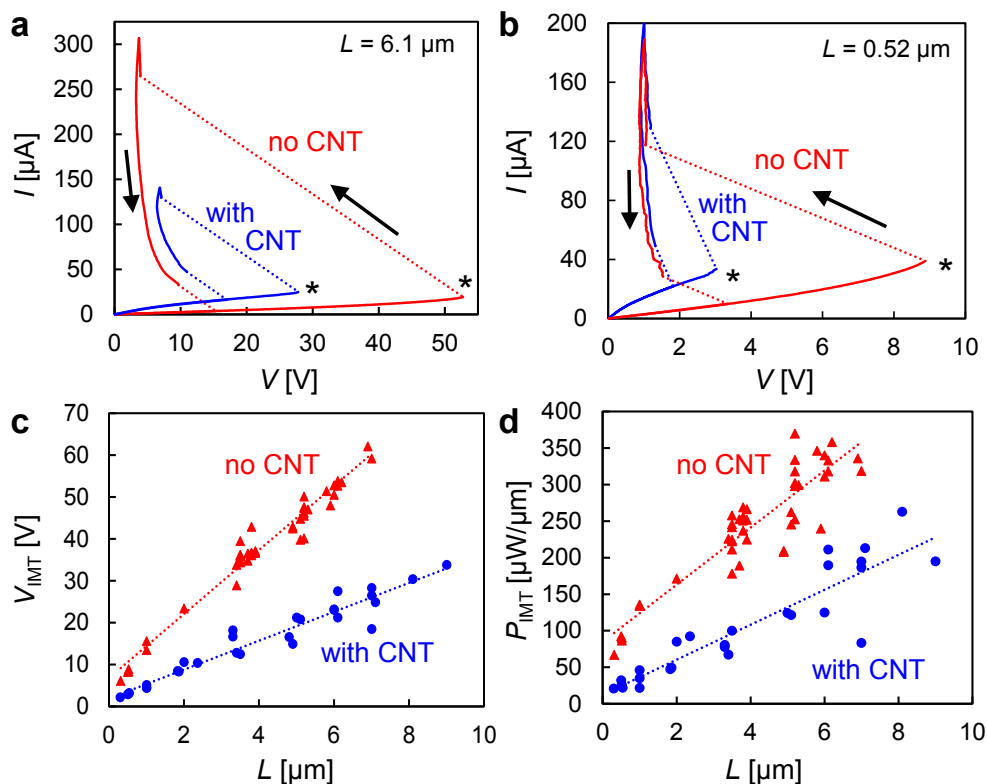 a
L = 6.1 µm
I [µA]
300
250
200
150
100
50
0
no CNT
with
CNT
*
*
0 10 20 30 40 50
V [V]
b
L = 0.52 µm
I [µA]
200
160
120
80
40
0
no CNT
with
CNT
*
*
0 2 4 6 8 10
V [V]
c
V_IMT [V]
70
60
50
40
30
20
10
0
no CNT
with CNT
0 2 4 6 8 10
L [µm]
d
P_IMT [µW/µm]
400
350
300
250
200
150
100
50
0
no CNT
with CNT
0 2 4 6 8 10
L [µm]